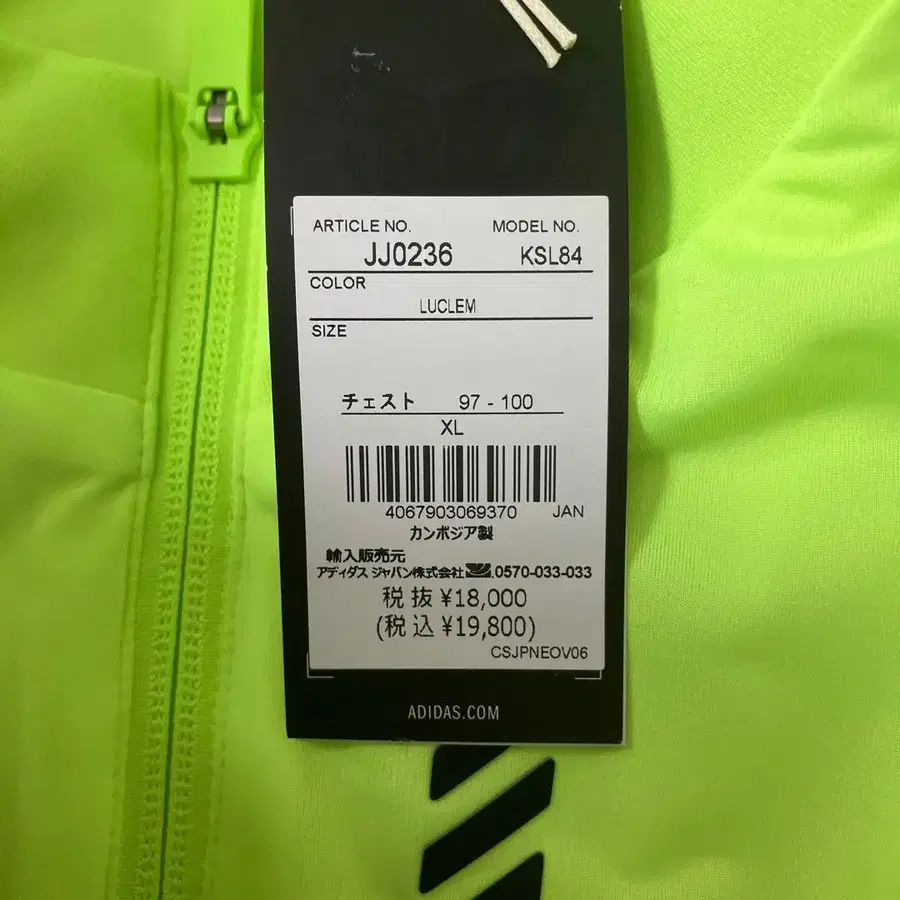 ARTICLE NO. MODEL NO.
JJ0236 KSL84
COLOR
LUCLEM
SIZE
チェスト 97 - 100
XL
4067903069370 JAN
カンボジア製
輸入販売元
アディダス ジャパン株式会社 .0570-033-033
税抜 ¥18,000
(税込 ¥19,800)
CSJPNEOV06
ADIDAS.COM